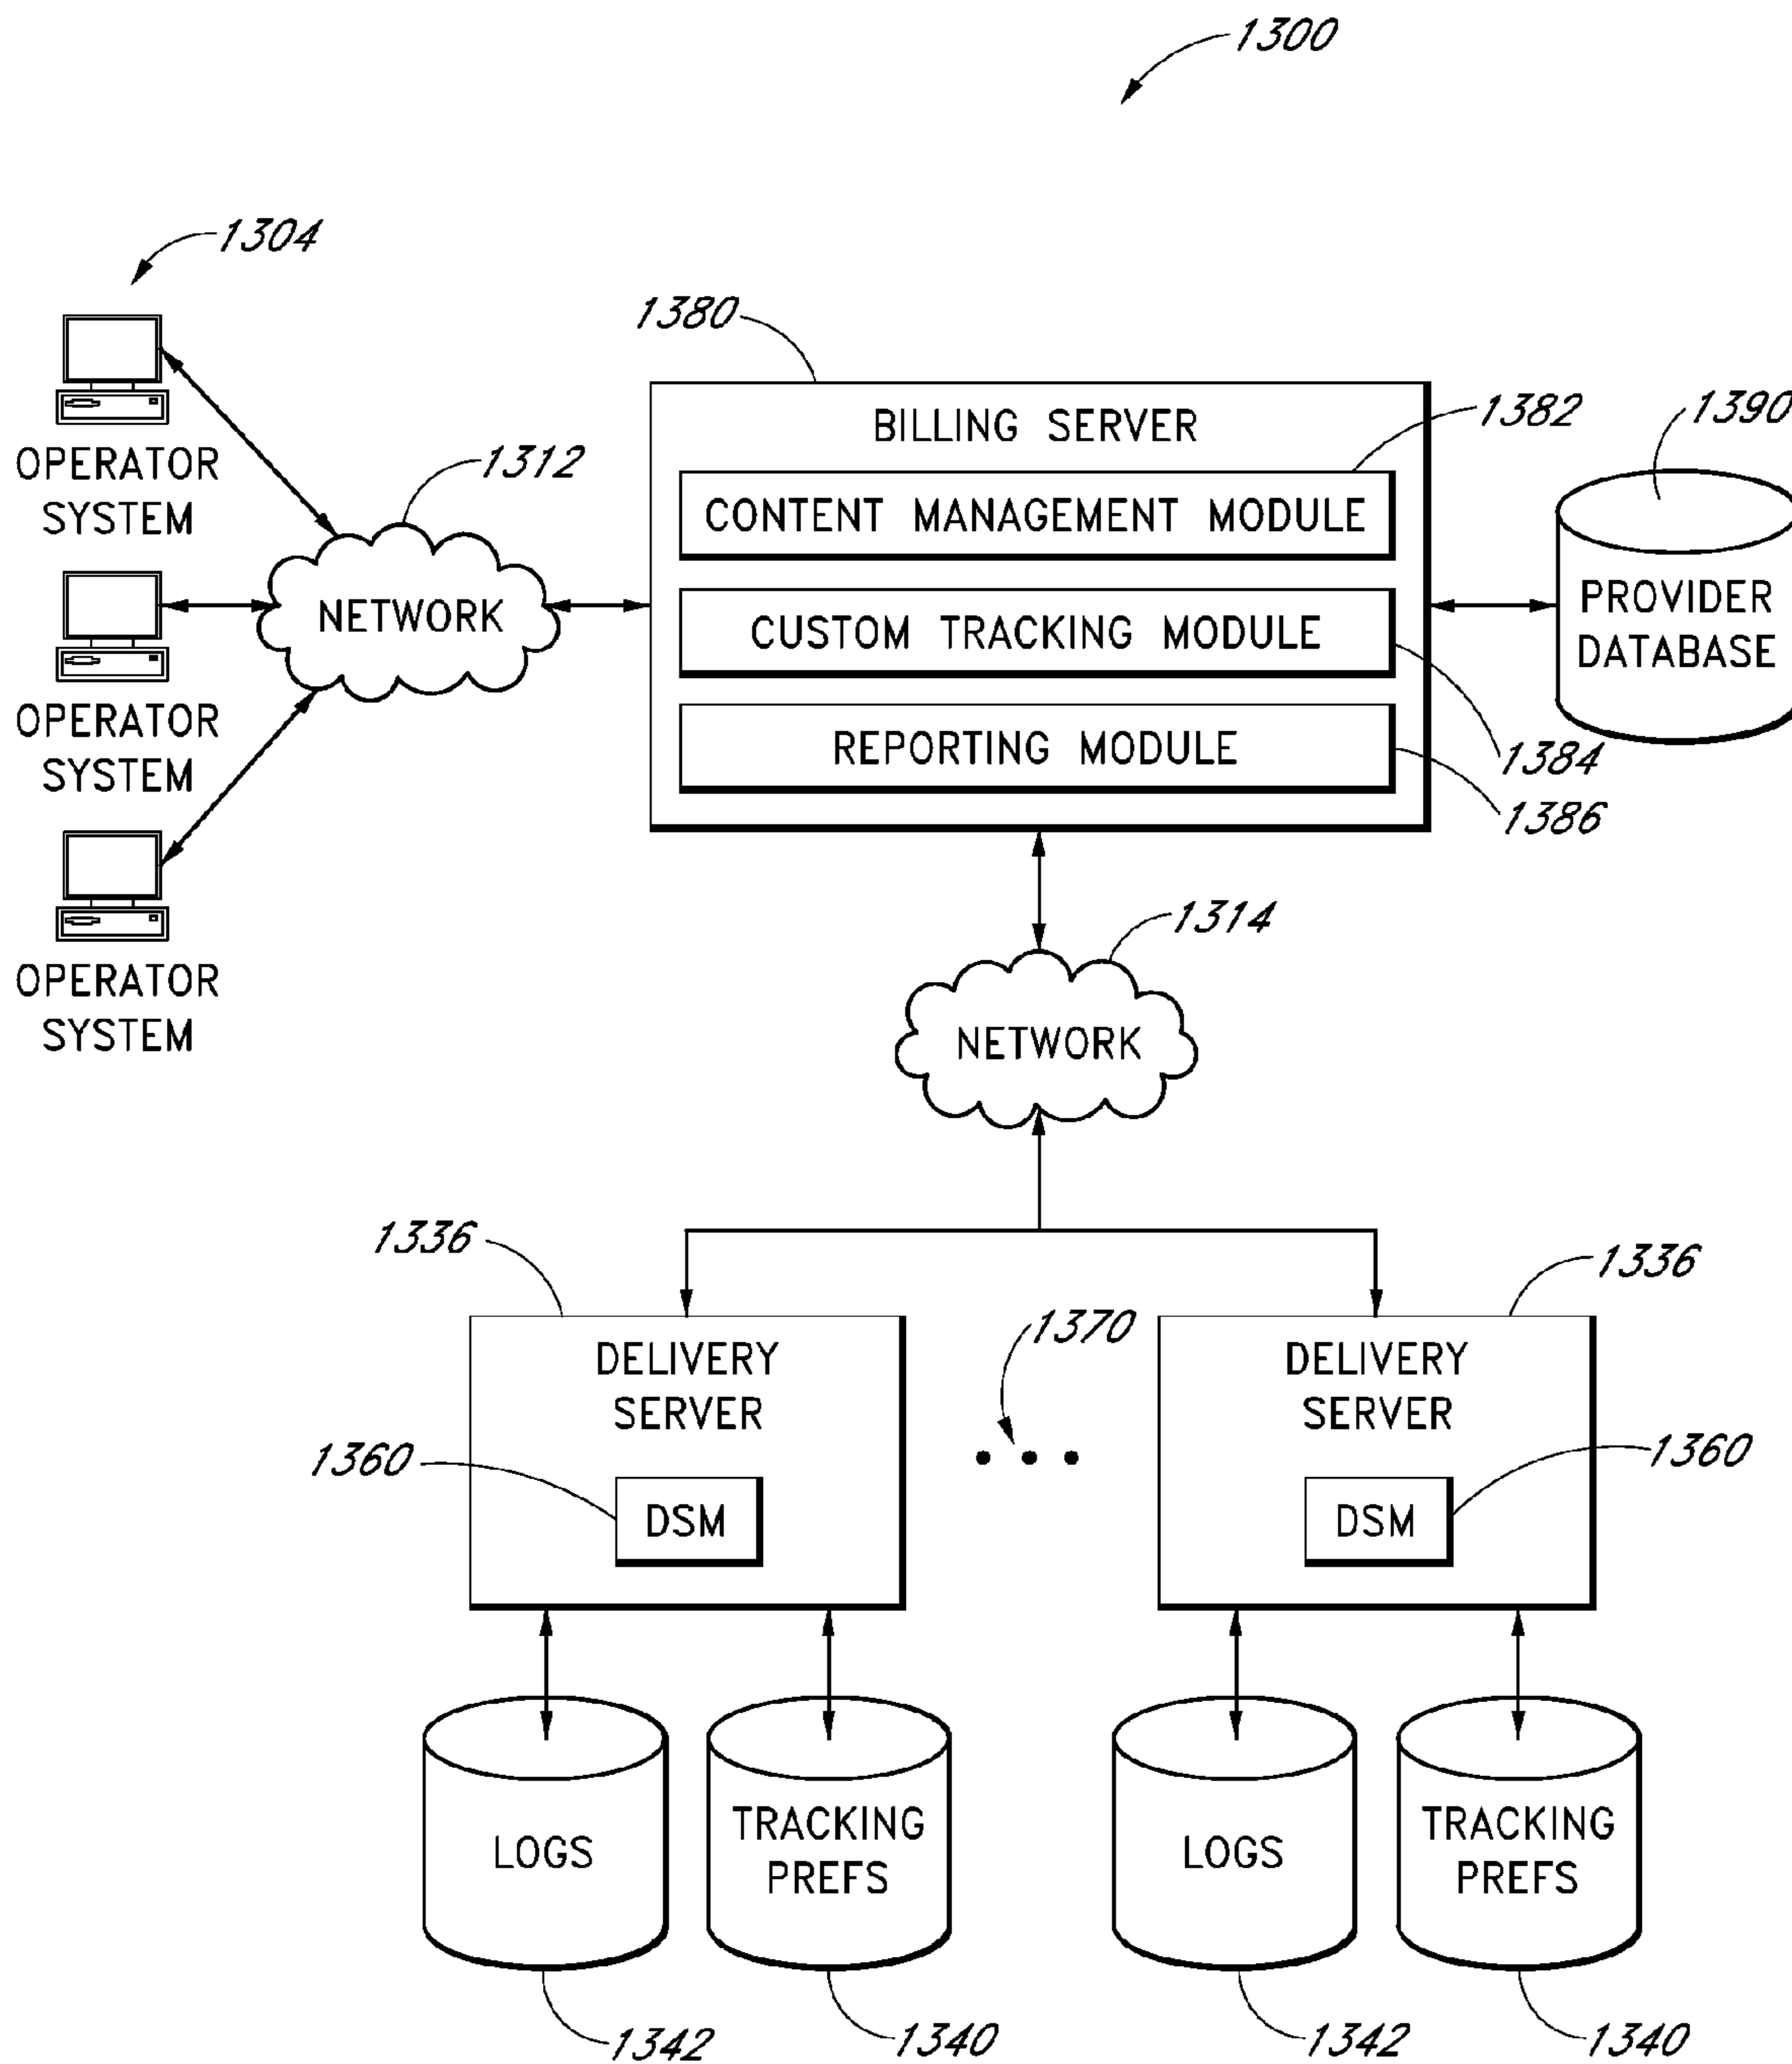 1300
1304
1380
1382
1390
BILLING SERVER
OPERATOR
SYSTEM
1312
CONTENT MANAGEMENT MODULE
NETWORK
CUSTOM TRACKING MODULE
PROVIDER
DATABASE
OPERATOR
SYSTEM
REPORTING MODULE
1384
1386
1314
OPERATOR
SYSTEM
NETWORK
1336
1336
1370
DELIVERY
SERVER
DELIVERY
SERVER
1360
1360
DSM
DSM
LOGS
TRACKING
PREFS
LOGS
TRACKING
PREFS
1342
1340
1342
1340